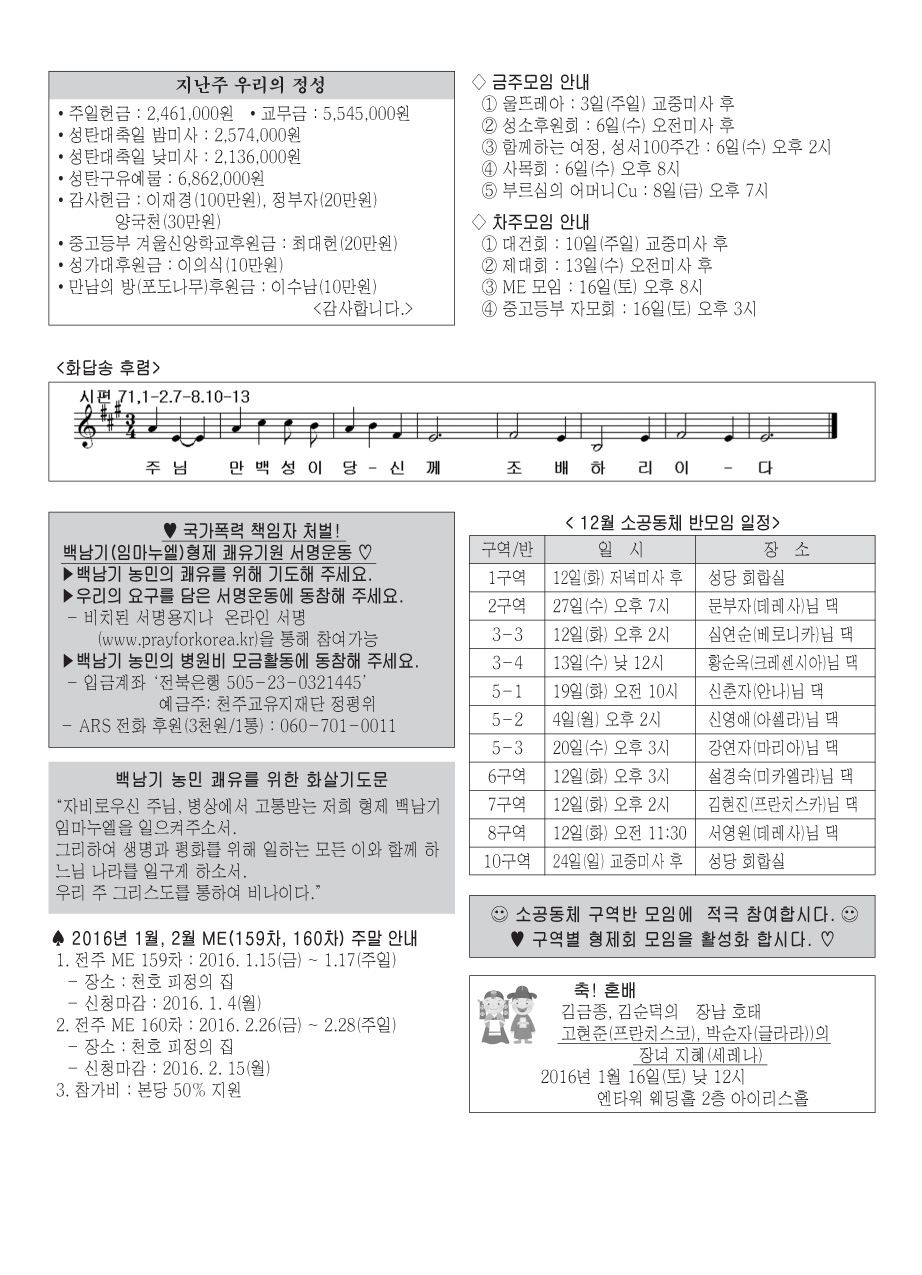 지난주 우리의 정성
• 주일헌금 : 2,461,000원 • 교무금 : 5,545,000원
• 성탄대축일 밤미사 : 2,574,000원
• 성탄대축일 낮미사 : 2,136,000원
• 성탄구유예물 : 6,862,000원
• 감사헌금 : 이재경(100만원), 정부자(20만원)
양국천(30만원)
• 중고등부 겨울신앙학교후원금 : 최대헌(20만원)
• 성가대후원금 : 이의식(10만원)
• 만남의 방(포도나무)후원금 : 이수남(10만원)
<감사합니다.>
◇ 금주모임 안내
① 울뜨레아 : 3일(주일) 교중미사 후
② 성소후원회 : 6일(수) 오전미사 후
③ 함께하는 여정, 성서100주간 : 6일(수) 오후 2시
④ 사목회 : 6일(수) 오후 8시
⑤ 부르심의 어머니Cu : 8일(금) 오후 7시
◇ 차주모임 안내
① 대건회 : 10일(주일) 교중미사 후
② 제대회 : 13일(수) 오전미사 후
③ ME 모임 : 16일(토) 오후 8시
④ 중고등부 자모회 : 16일(토) 오후 3시
<화답송 후렴>
시편 71,1-2.7-8.10-13
3
4
주 님 만 백 성 이 당 - 신 께 조 배 하 리 이 - 다
♥ 국가폭력 책임자 처벌!
백남기(임마누엘)형제 쾌유기원 서명운동 ♡
▶백남기 농민의 쾌유를 위해 기도해 주세요.
▶우리의 요구를 담은 서명운동에 동참해 주세요.
- 비치된 서명용지나 온라인 서명
(www.prayforkorea.kr)을 통해 참여가능
▶백남기 농민의 병원비 모금활동에 동참해 주세요.
- 입금계좌 ‘전북은행 505-23-0321445’
예금주: 천주교유지재단 정평위
- ARS 전화 후원(3천원/1통) : 060-701-0011
백남기 농민 쾌유를 위한 화살기도문
“자비로우신 주님, 병상에서 고통받는 저희 형제 백남기
임마누엘을 일으켜주소서.
그리하여 생명과 평화를 위해 일하는 모든 이와 함께 하
느님 나라를 일구게 하소서.
우리 주 그리스도를 통하여 비나이다.”
♠ 2016년 1월, 2월 ME(159차, 160차) 주말 안내
1. 전주 ME 159차 : 2016. 1.15(금) ~ 1.17(주일)
- 장소 : 천호 피정의 집
- 신청마감 : 2016. 1. 4(월)
2. 전주 ME 160차 : 2016. 2.26(금) ~ 2.28(주일)
- 장소 : 천호 피정의 집
- 신청마감 : 2016. 2. 15(월)
3. 참가비 : 본당 50% 지원
< 12월 소공동체 반모임 일정>
구역/반 일 시 장 소
1구역 12일(화) 저녁미사 후 성당 회합실
2구역 27일(수) 오후 7시 문부자(데레사)님 댁
3-3 12일(화) 오후 2시 심연순(베로니카)님 댁
3-4 13일(수) 낮 12시 황순옥(크레센시아)님 댁
5-1 19일(화) 오전 10시 신춘자(안나)님 댁
5-2 4일(월) 오후 2시 신영애(아셀라)님 댁
5-3 20일(수) 오후 3시 강연자(마리아)님 댁
6구역 12일(화) 오후 3시 설경숙(미카엘라)님 댁
7구역 12일(화) 오후 2시 김현진(프란치스카)님 댁
8구역 12일(화) 오전 11:30 서영원(데레사)님 댁
10구역 24일(일) 교중미사 후 성당 회합실
☺ 소공동체 구역반 모임에 적극 참여합시다. ☺
♥ 구역별 형제회 모임을 활성화 합시다. ♡
축! 혼배
김금종, 김순덕의 장남 호태
고현준(프란치스코), 박순자(글라라))의
장녀 지혜(세레나)
2016년 1월 16일(토) 낮 12시
엔타워 웨딩홀 2층 아이리스홀